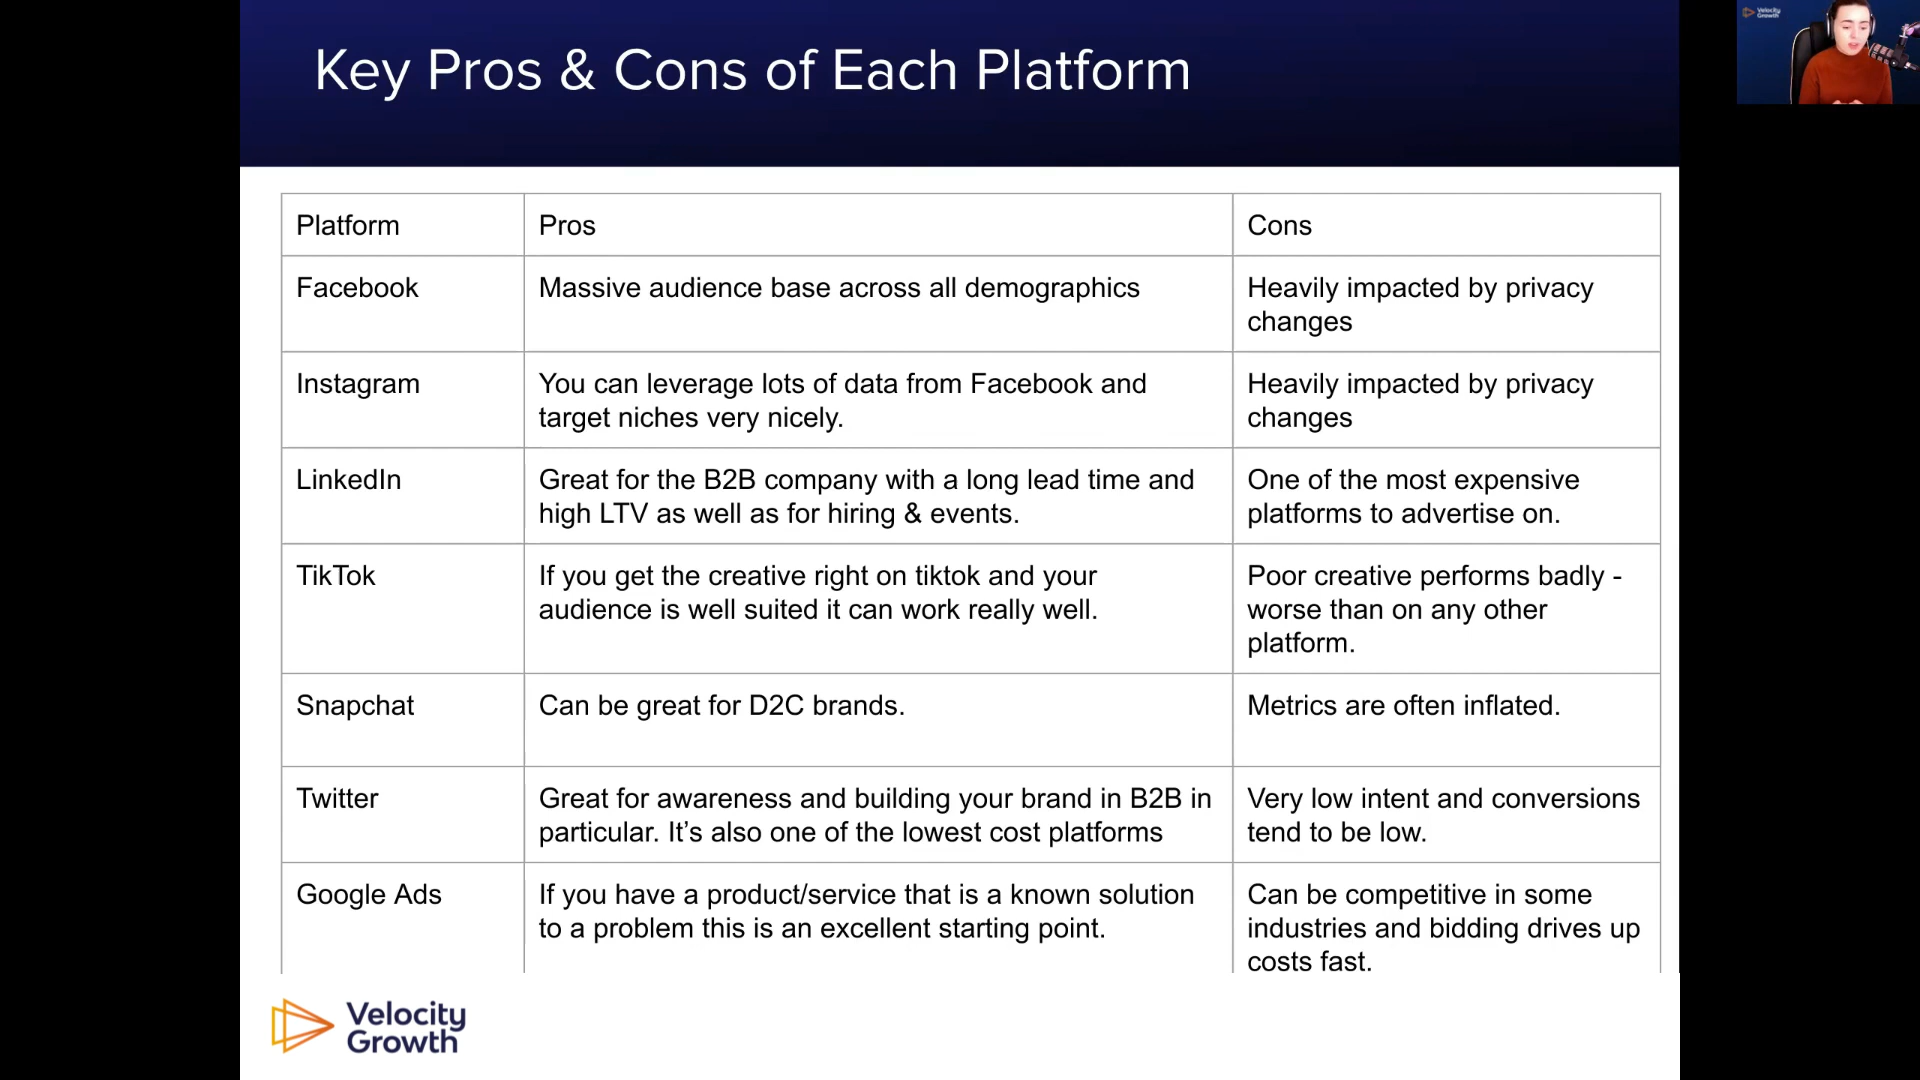 Key Pros & Cons of Each Platform
Velocity
Growth
Platform
Pros
Cons
Facebook
Massive audience base across all demographics
Heavily impacted by privacy
changes
Instagram
You can leverage lots of data from Facebook and
target niches very nicely.
Heavily impacted by privacy
changes
LinkedIn
Great for the B2B company with a long lead time and
high LTV as well as for hiring & events.
One of the most expensive
platforms to advertise on.
TikTok
If you get the creative right on tiktok and your
audience is well suited it can work really well.
Poor creative performs badly -
worse than on any other
platform.
Snapchat
Can be great for D2C brands.
Metrics are often inflated.
Twitter
Great for awareness and building your brand in B2B in
particular. It’s also one of the lowest cost platforms
Very low intent and conversions
tend to be low.
Google Ads
If you have a product/service that is a known solution
to a problem this is an excellent starting point.
Can be competitive in some
industries and bidding drives up
costs fast.
Velocity
Growth